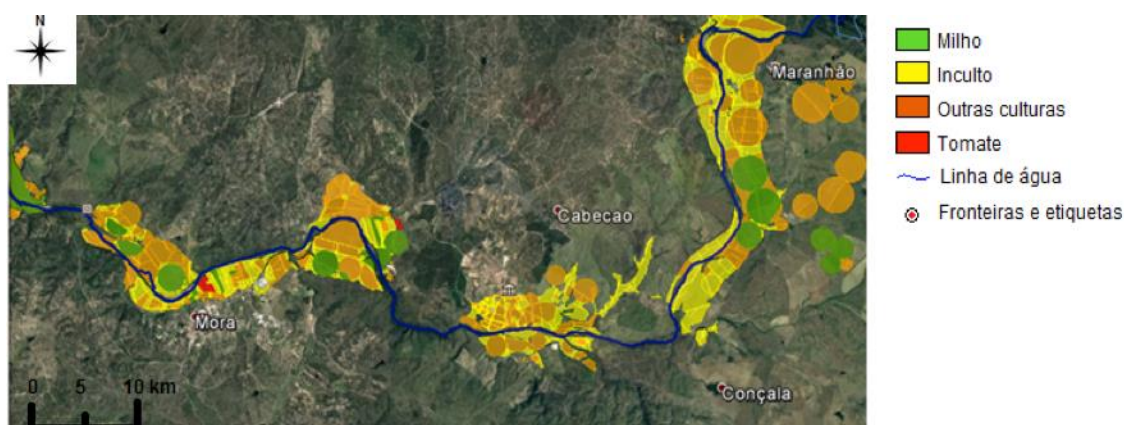 N
Maranhão
Cabecao
Mora
Conçala
0 5 10 km
Milho
Inculto
Outras culturas
Tomate
Linha de água
Fronteiras e etiquetas